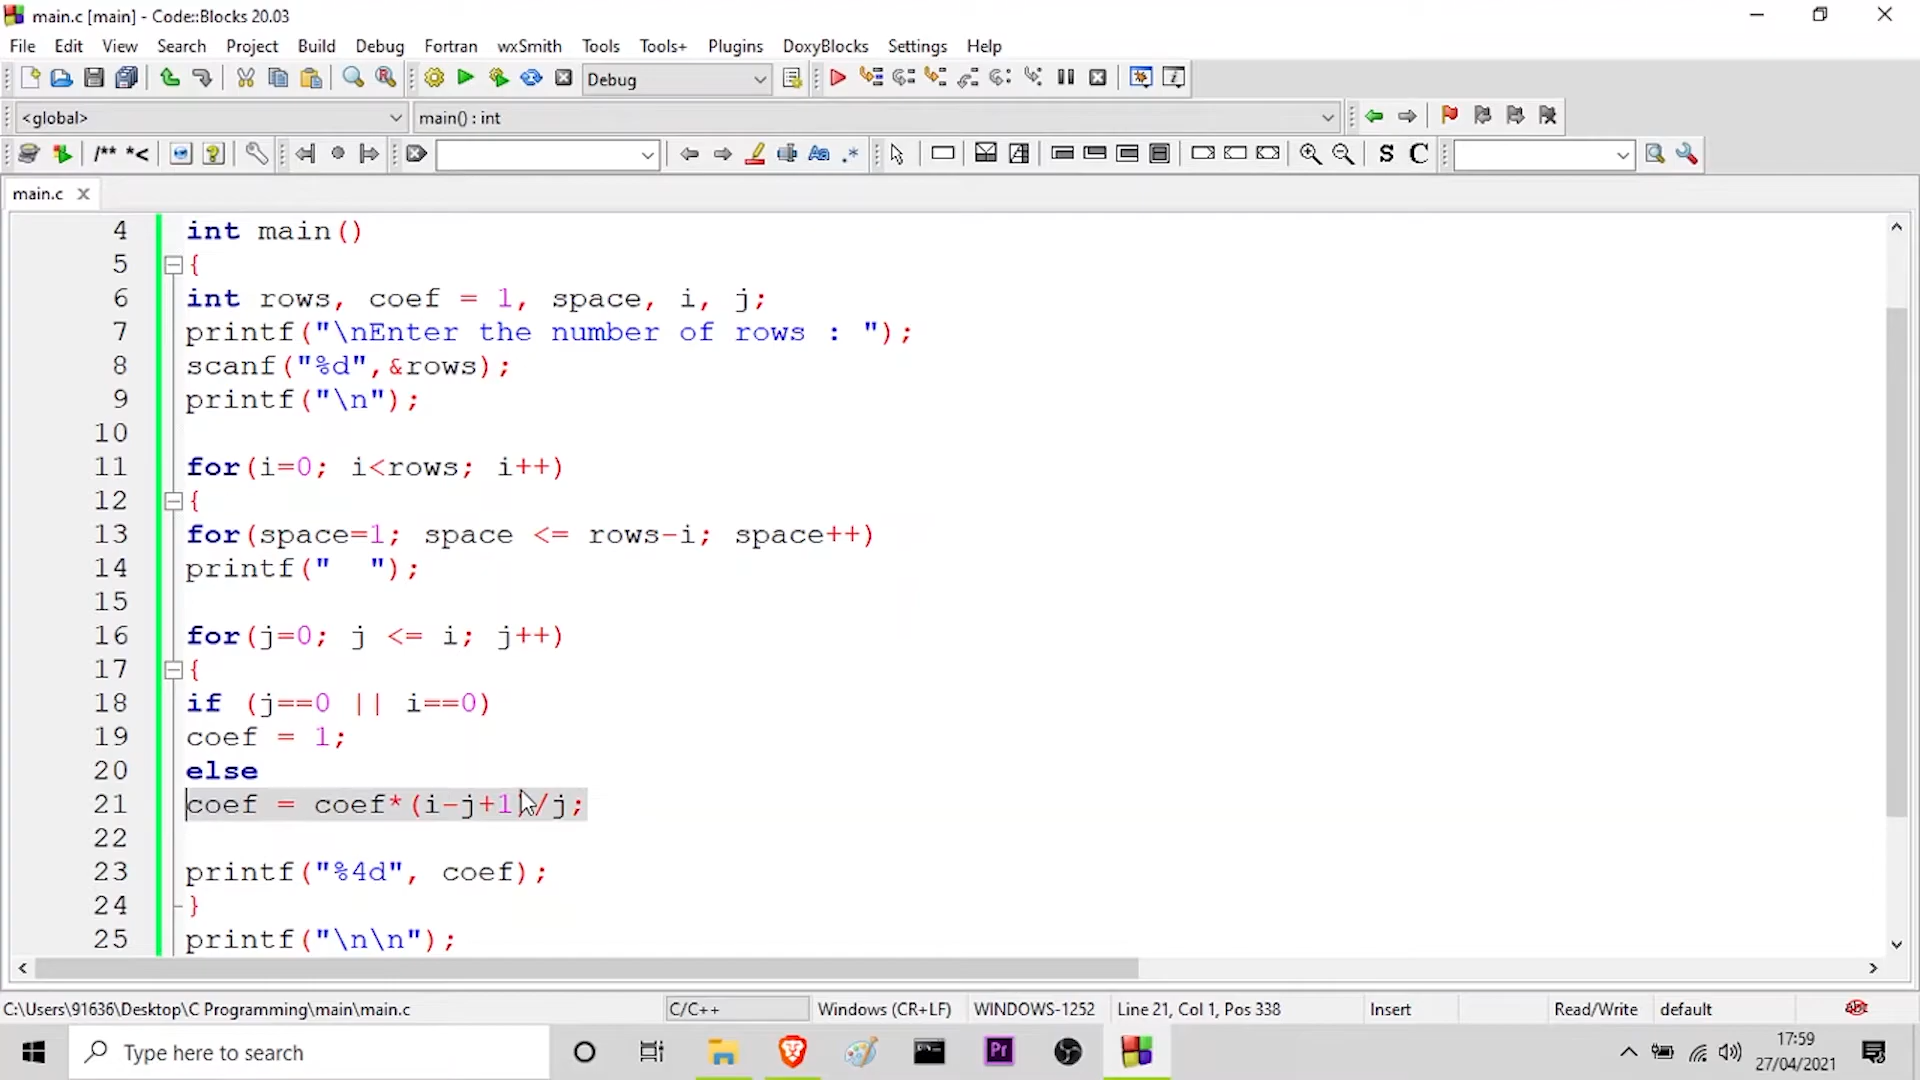 main.c [main] - Code::Blocks 20.03
File Edit View Search Project Build Debug Fortran wxSmith Tools Tools+ Plugins DoxyBlocks Settings Help
Debug
<global> main() : int
/** *< Aa .* S C
main.c
4 int main()
5 {
6 int rows, coef = 1, space, i, j;
7 printf("\nEnter the number of rows : ");
8 scanf("%d",&rows);
9 printf("\n");
10
11 for(i=0; i<rows; i++)
12 {
13 for(space=1; space <= rows-i; space++)
14 printf("  ");
15
16 for(j=0; j <= i; j++)
17 {
18 if (j==0 || i==0)
19 coef = 1;
20 else
21 coef = coef*(i-j+1)/j;
22
23 printf("%4d", coef);
24 }
25 printf("\n\n");
C:\Users\91636\Desktop\C Programming\main\main.c C/C++ Windows (CR+LF) WINDOWS-1252 Line 21, Col 1, Pos 338 Insert Read/Write default
Type here to search Pr 17:59
27/04/2021